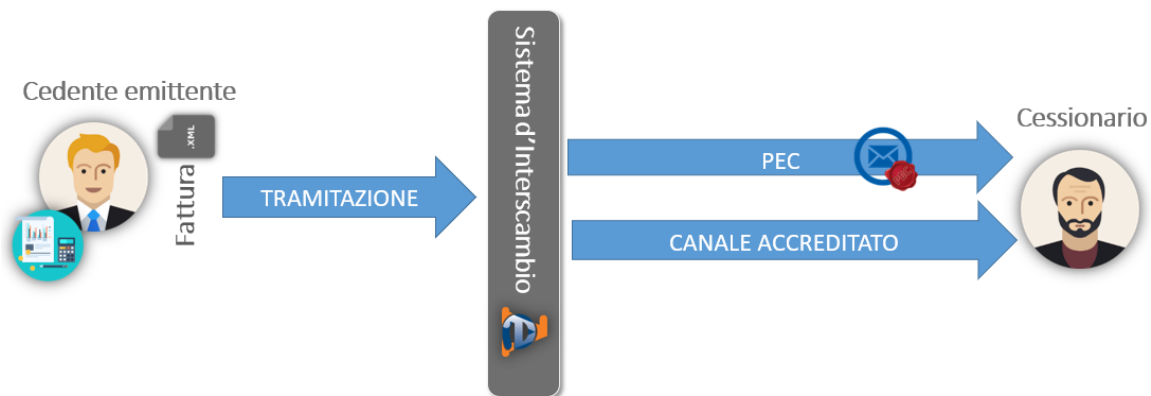 Cedente emittente
.XML
Fattura
TRAMITAZIONE
Sistema d'Interscambio
PEC
CANALE ACCREDITATO
Cessionario